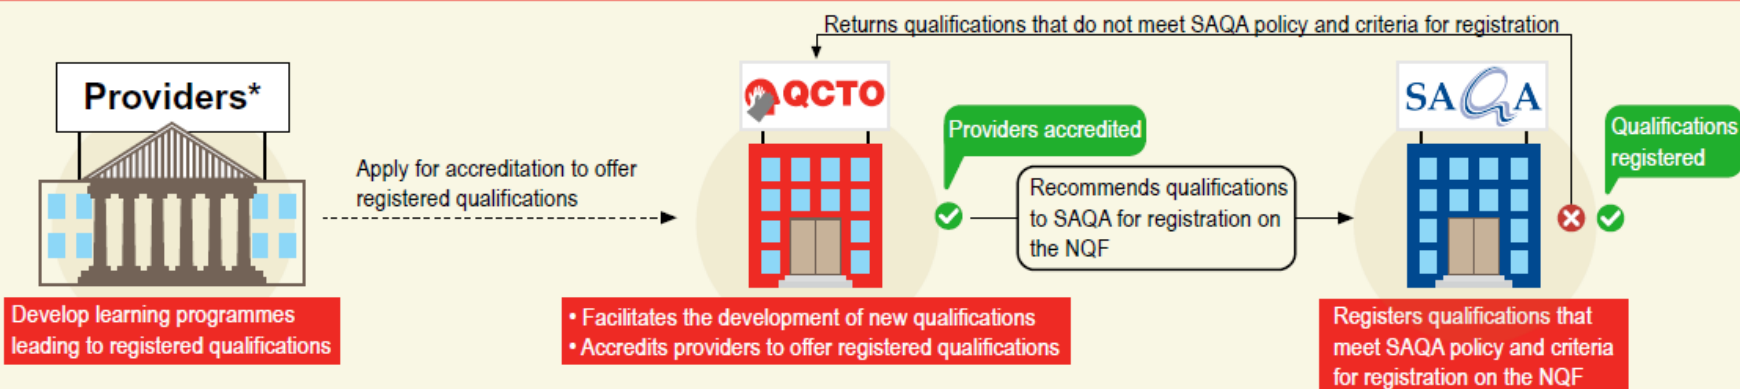 Returns qualifications that do not meet SAQA policy and criteria for registration
Providers*
QCTO
SAQA
Providers accredited
Qualifications
registered
Apply for accreditation to offer
registered qualifications
Recommends qualifications
to SAQA for registration on
the NQF
Develop learning programmes
leading to registered qualifications
• Facilitates the development of new qualifications
• Accredits providers to offer registered qualifications
Registers qualifications that
meet SAQA policy and criteria
for registration on the NQF